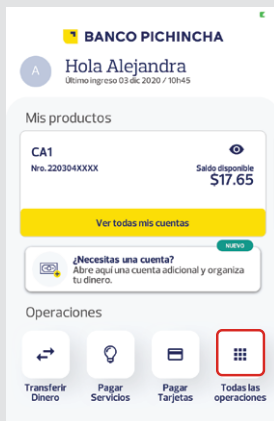 BANCO PICHINCHA
A
Hola Alejandra
Último ingreso 03 dic 2020 / 10h45
Mis productos
CA1
Nro. 220304XXXX
Saldo disponible
$17.65
Ver todas mis cuentas
NUEVO
¿Necesitas una cuenta?
Abre aquí una cuenta adicional y organiza
tu dinero.
Operaciones
Transferir
Dinero
Pagar
Servicios
Pagar
Tarjetas
Todas las
operaciones